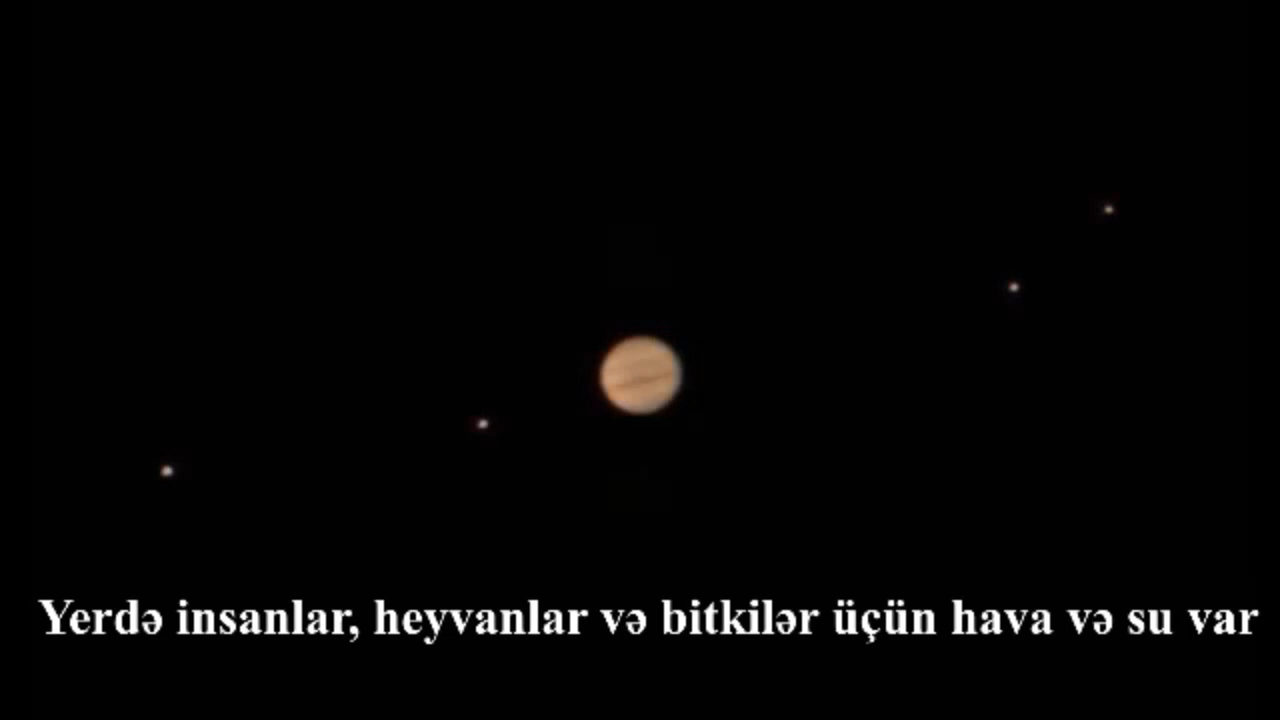 Yerdə insanlar, heyvanlar və bitkilər üçün hava və su var